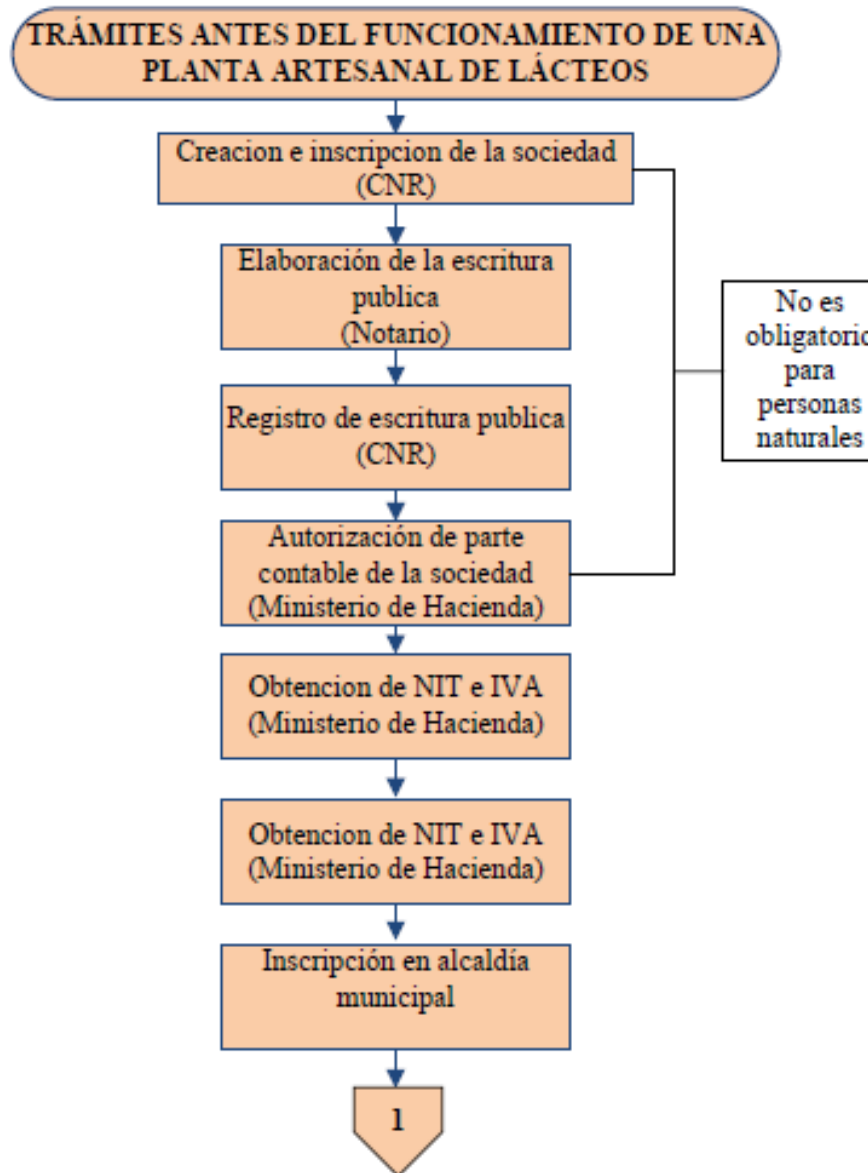 TRÁMITES ANTES DEL FUNCIONAMIENTO DE UNA
PLANTA ARTESANAL DE LÁCTEOS
Creacion e inscripcion de la sociedad
(CNR)
Elaboración de la escritura
publica
(Notario)
Registro de escritura publica
(CNR)
Autorización de parte
contable de la sociedad
(Ministerio de Hacienda)
No es
obligatorio
para
personas
naturales
Obtencion de NIT e IVA
(Ministerio de Hacienda)
Obtencion de NIT e IVA
(Ministerio de Hacienda)
Inscripción en alcaldía
municipal
1